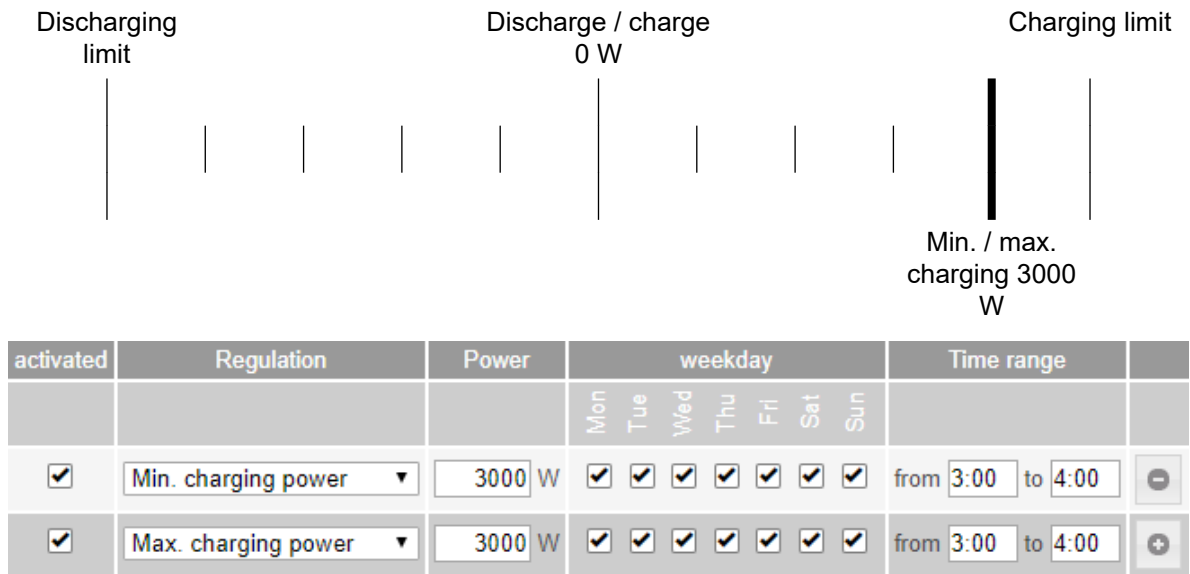 Discharging
limit
Discharge / charge
0 W
Charging limit
Min. / max.
charging 3000
W
activated Regulation Power weekday Time range
Mon Tue Wed Thu Fri Sat Sun
Min. charging power 3000 W from 3:00 to 4:00
Max. charging power 3000 W from 3:00 to 4:00